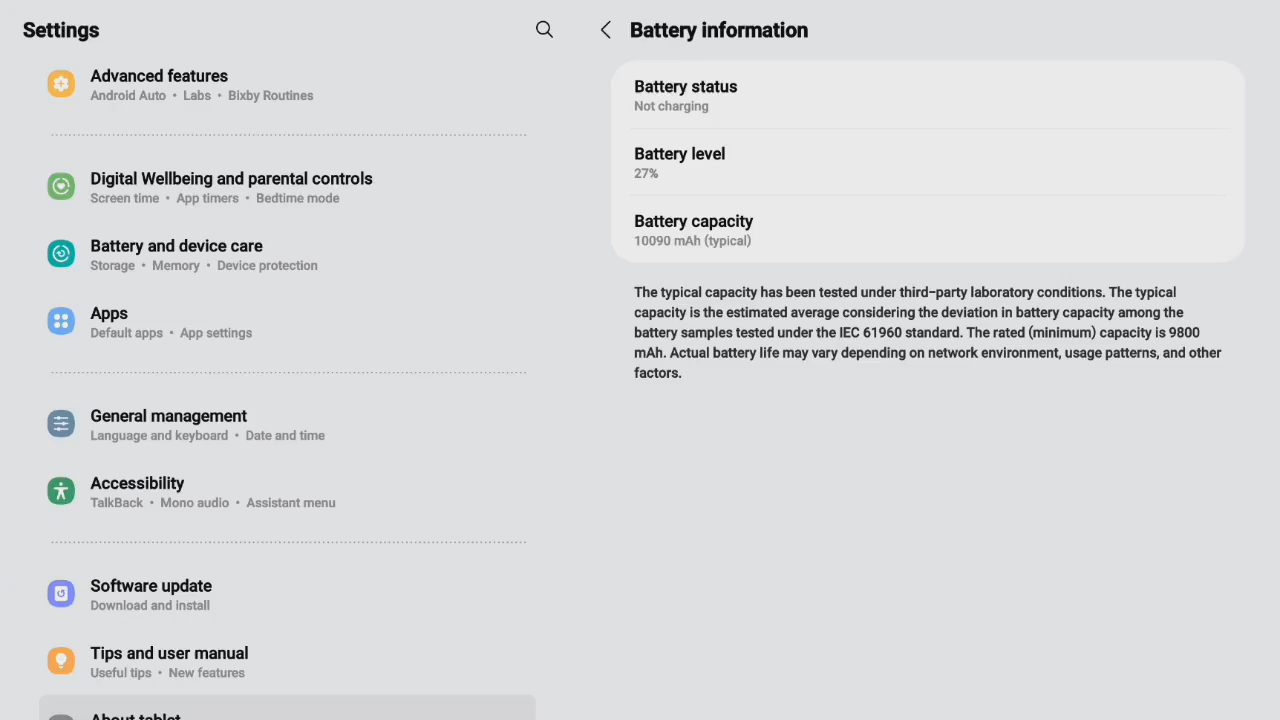 Settings
Advanced features
Android Auto • Labs • Bixby Routines
Digital Wellbeing and parental controls
Screen time • App timers • Bedtime mode
Battery and device care
Storage • Memory • Device protection
Apps
Default apps • App settings
General management
Language and keyboard • Date and time
Accessibility
TalkBack • Mono audio • Assistant menu
Software update
Download and install
Tips and user manual
Useful tips • New features
About tablet
Battery information
Battery status
Not charging
Battery level
27%
Battery capacity
10090 mAh (typical)
The typical capacity has been tested under third-party laboratory conditions. The typical
capacity is the estimated average considering the deviation in battery capacity among the
battery samples tested under the IEC 61960 standard. The rated (minimum) capacity is 9800
mAh. Actual battery life may vary depending on network environment, usage patterns, and other
factors.